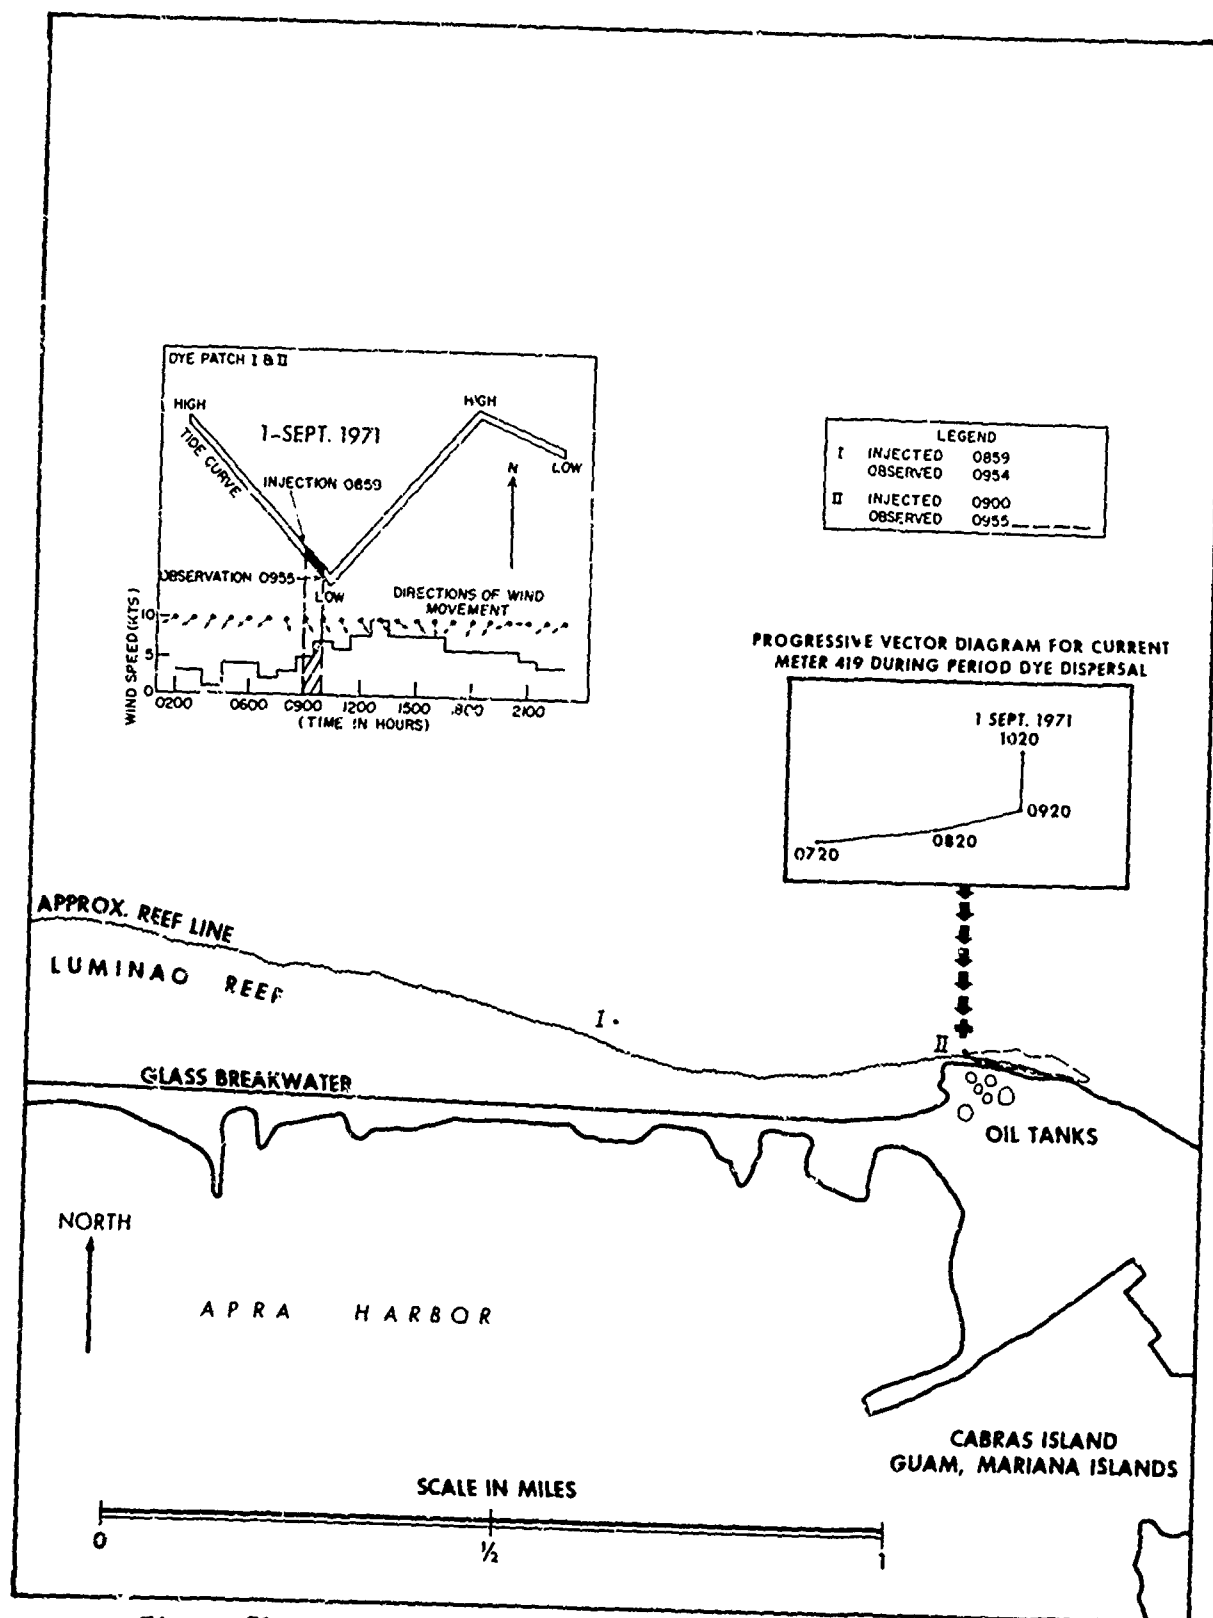 DYE PATCH I & II
HIGH
HIGH
1-SEPT. 1971
TIDE CURVE
N
LOW
INJECTION 0859
OBSERVATION 0955
LOW
DIRECTIONS OF WIND
MOVEMENT
WIND SPEED (KTS)
10
5
0
0200 0600 0900 1200 1500 1800 2100
(TIME IN HOURS)
LEGEND
I INJECTED 0859
OBSERVED 0954
II INJECTED 0900
OBSERVED 0955
PROGRESSIVE VECTOR DIAGRAM FOR CURRENT
METER 419 DURING PERIOD DYE DISPERSAL
1 SEPT. 1971
1020
0920
0820
0720
APPROX. REEF LINE
LUMINAO REEF
I
II
GLASS BREAKWATER
OIL TANKS
NORTH
APRA HARBOR
CABRAS ISLAND
GUAM, MARIANA ISLANDS
SCALE IN MILES
0 ½ 1